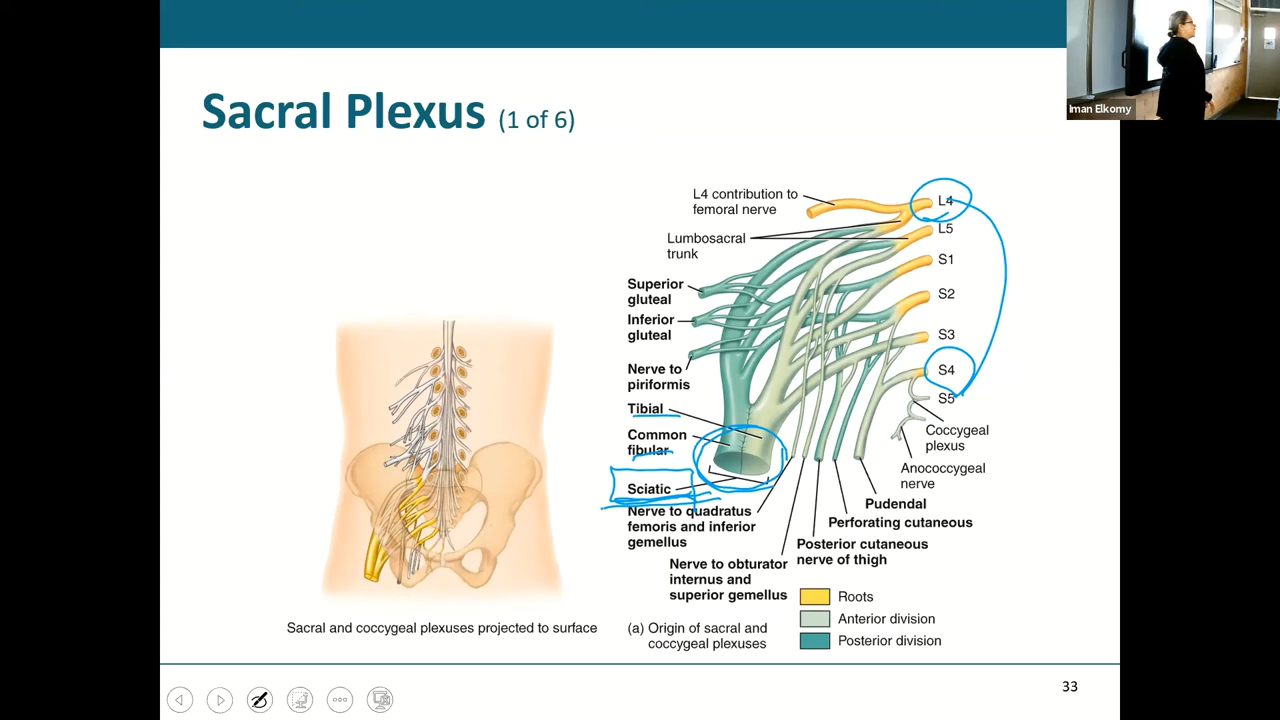 Iman Elkomy
Sacral Plexus (1 of 6)
L4 contribution to
femoral nerve
Lumbosacral
trunk
Superior
gluteal
Inferior
gluteal
Nerve to
piriformis
Tibial
Common
fibular
Sciatic
Nerve to quadratus
femoris and inferior
gemellus
Nerve to obturator
internus and
superior gemellus
L4
L5
S1
S2
S3
S4
S5
Coccygeal
plexus
Anococcygeal
nerve
Pudendal
Perforating cutaneous
Posterior cutaneous
nerve of thigh
Roots
Anterior division
Posterior division
Sacral and coccygeal plexuses projected to surface
(a) Origin of sacral and
coccygeal plexuses
33